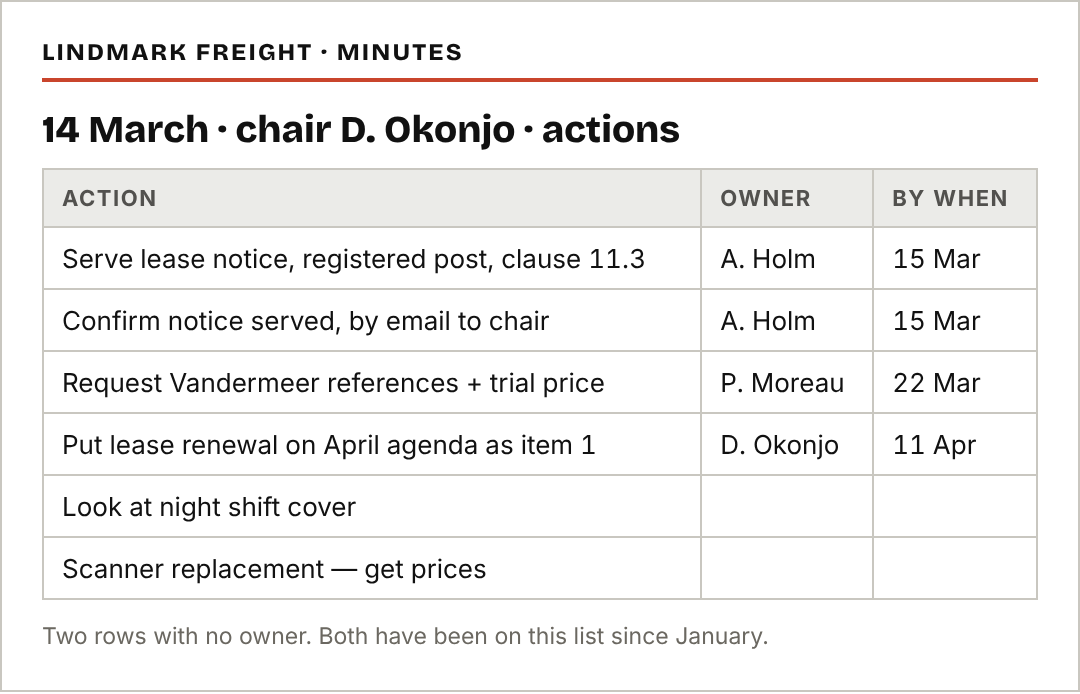 LINDMARK FREIGHT · MINUTES
14 March · chair D. Okonjo · actions
ACTION OWNER BY WHEN
Serve lease notice, registered post, clause 11.3 A. Holm 15 Mar
Confirm notice served, by email to chair A. Holm 15 Mar
Request Vandermeer references + trial price P. Moreau 22 Mar
Put lease renewal on April agenda as item 1 D. Okonjo 11 Apr
Look at night shift cover
Scanner replacement — get prices
Two rows with no owner. Both have been on this list since January.